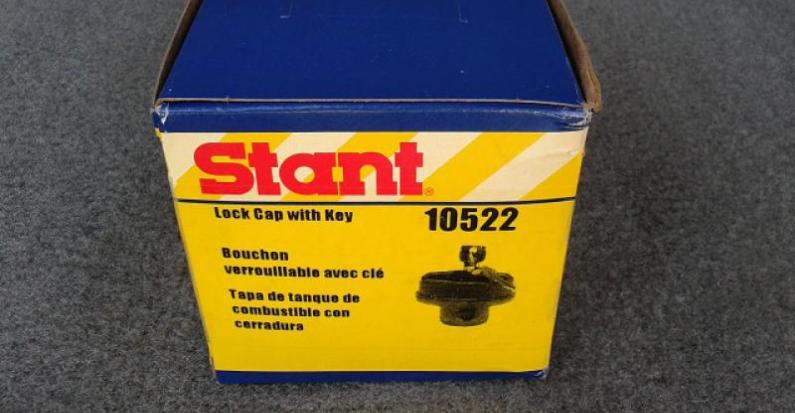 Stant®
Lock Cap with Key
10522
Bouchon
verrouillable avec clé
Tapa de tanque de
combustible con
cerradura